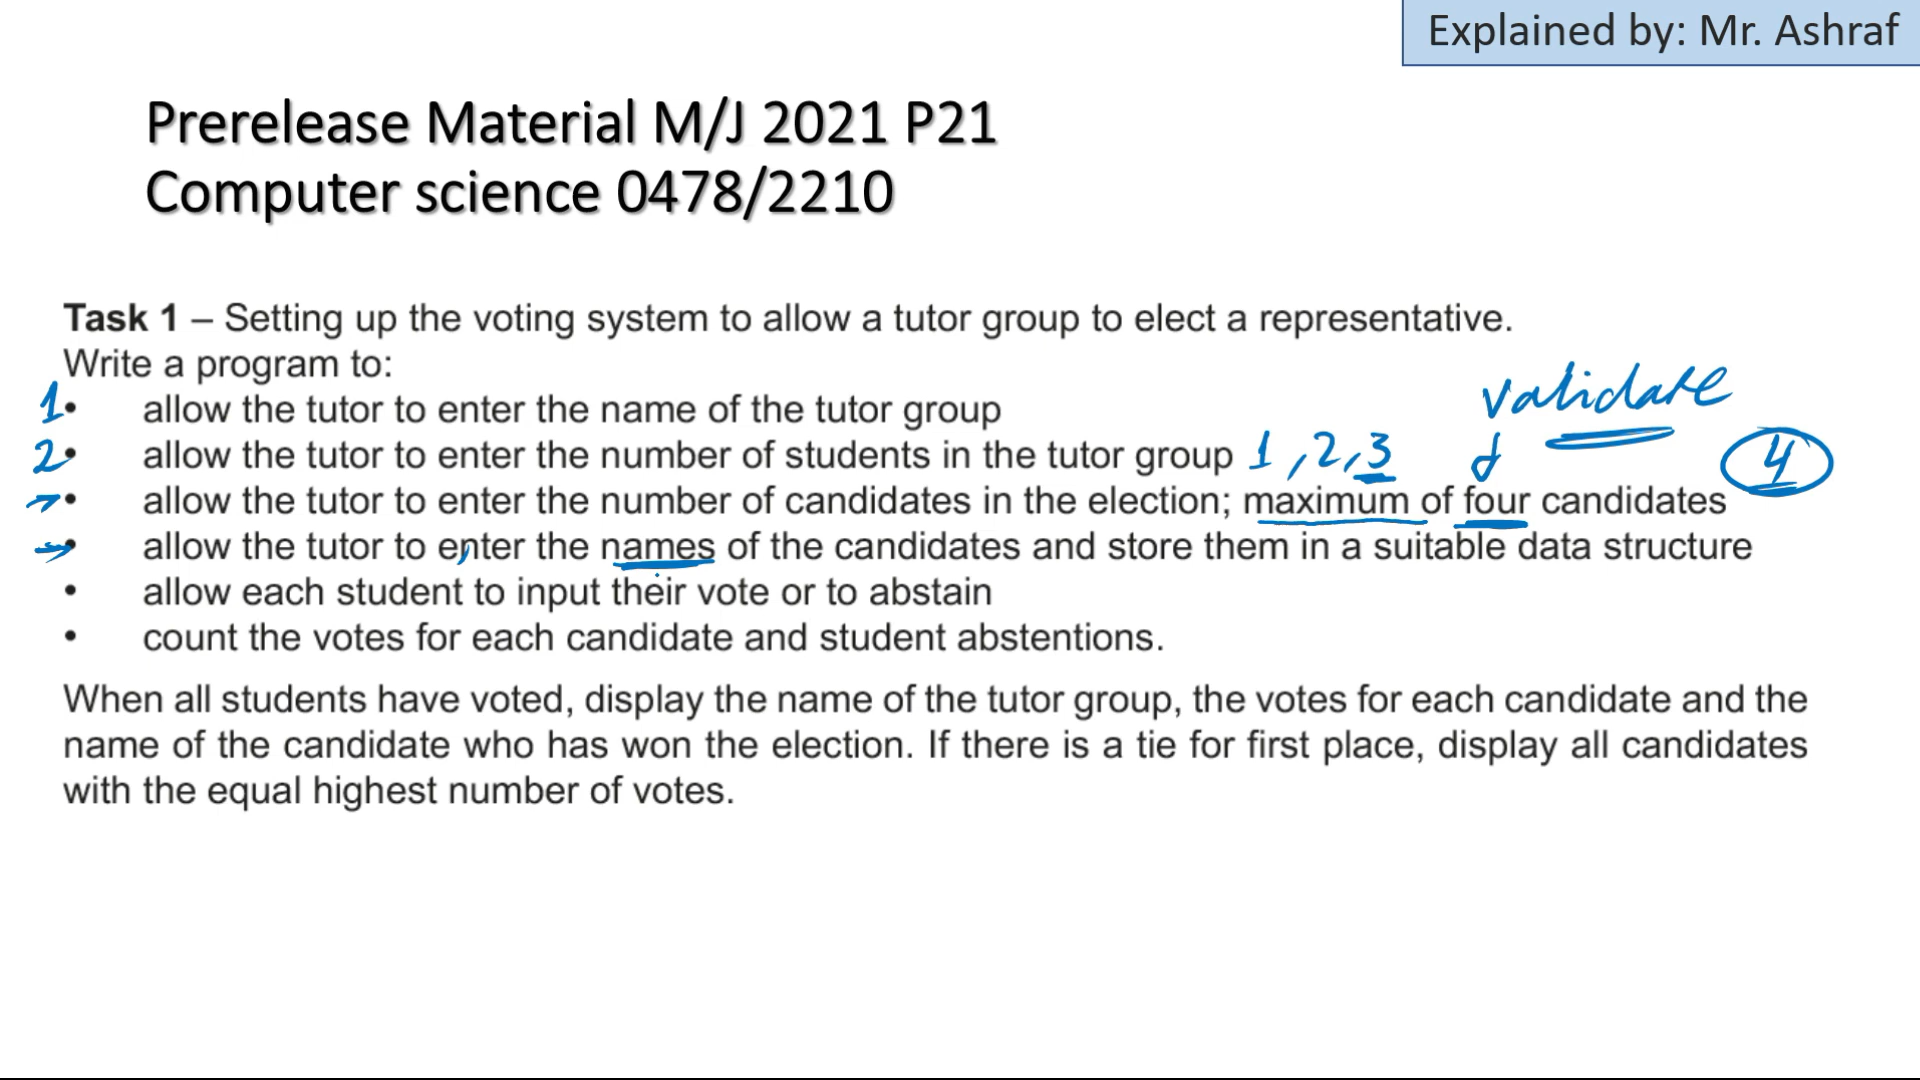 Explained by: Mr. Ashraf
Prerelease Material M/J 2021 P21
Computer science 0478/2210
Task 1 – Setting up the voting system to allow a tutor group to elect a representative.
Write a program to:
validate
1• allow the tutor to enter the name of the tutor group
2• allow the tutor to enter the number of students in the tutor group 1, 2, 3 4
• allow the tutor to enter the number of candidates in the election; maximum of four candidates
• allow the tutor to enter the names of the candidates and store them in a suitable data structure
• allow each student to input their vote or to abstain
• count the votes for each candidate and student abstentions.
When all students have voted, display the name of the tutor group, the votes for each candidate and the
name of the candidate who has won the election. If there is a tie for first place, display all candidates
with the equal highest number of votes.